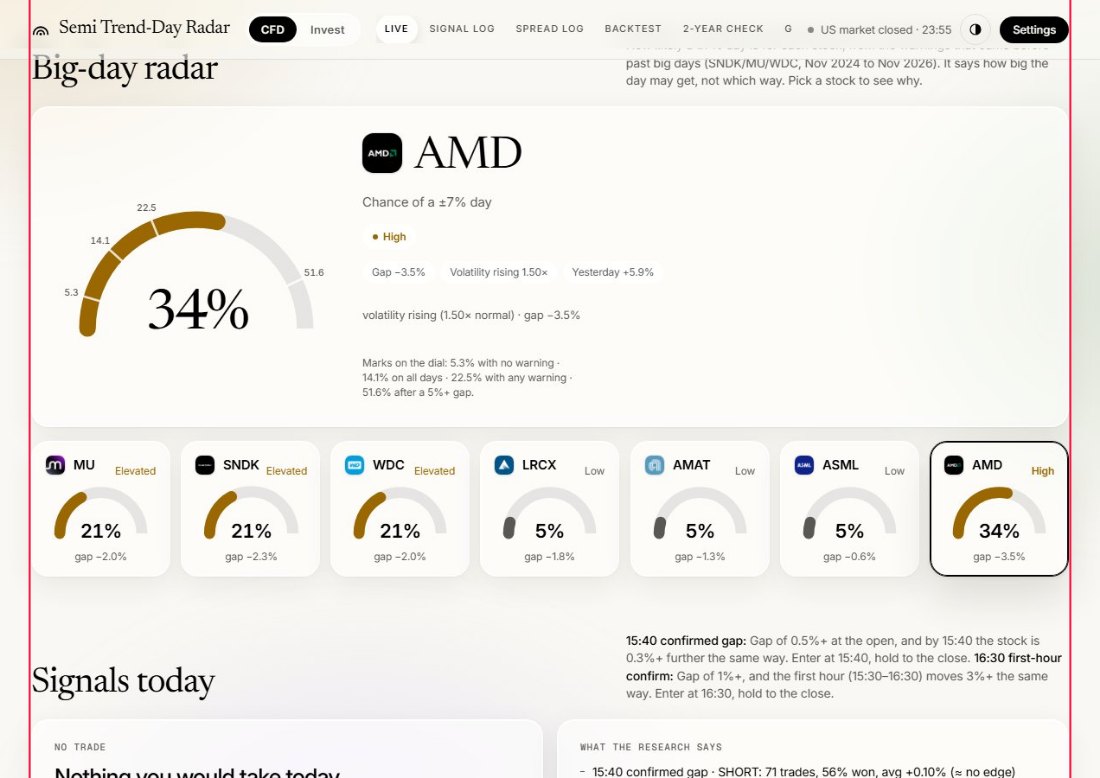 Semi Trend-Day Radar
CFD
Invest
LIVE
SIGNAL LOG
SPREAD LOG
BACKTEST
2-YEAR CHECK
G
US market closed · 23:55
Settings
Big-day radar
past big days (SNDK/MU/WDC, Nov 2024 to Nov 2026). It says how big the
day may get, not which way. Pick a stock to see why.
AMD
AMD
Chance of a ±7% day
High
Gap −3.5%
Volatility rising 1.50×
Yesterday +5.9%
volatility rising (1.50× normal) · gap −3.5%
Marks on the dial: 5.3% with no warning ·
14.1% on all days · 22.5% with any warning ·
51.6% after a 5%+ gap.
5.3
14.1
22.5
51.6
34%
MU
Elevated
21%
gap −2.0%
SNDK
Elevated
21%
gap −2.3%
WDC
Elevated
21%
gap −2.0%
LRCX
Low
5%
gap −1.8%
AMAT
Low
5%
gap −1.3%
ASML
ASML
Low
5%
gap −0.6%
AMD
High
34%
gap −3.5%
Signals today
15:40 confirmed gap: Gap of 0.5%+ at the open, and by 15:40 the stock is
0.3%+ further the same way. Enter at 15:40, hold to the close. 16:30 first-hour
confirm: Gap of 1%+, and the first hour (15:30–16:30) moves 3%+ the same
way. Enter at 16:30, hold to the close.
NO TRADE
Nothing you would take today
WHAT THE RESEARCH SAYS
– 15:40 confirmed gap · SHORT: 71 trades, 56% won, avg +0.10% (≈ no edge)